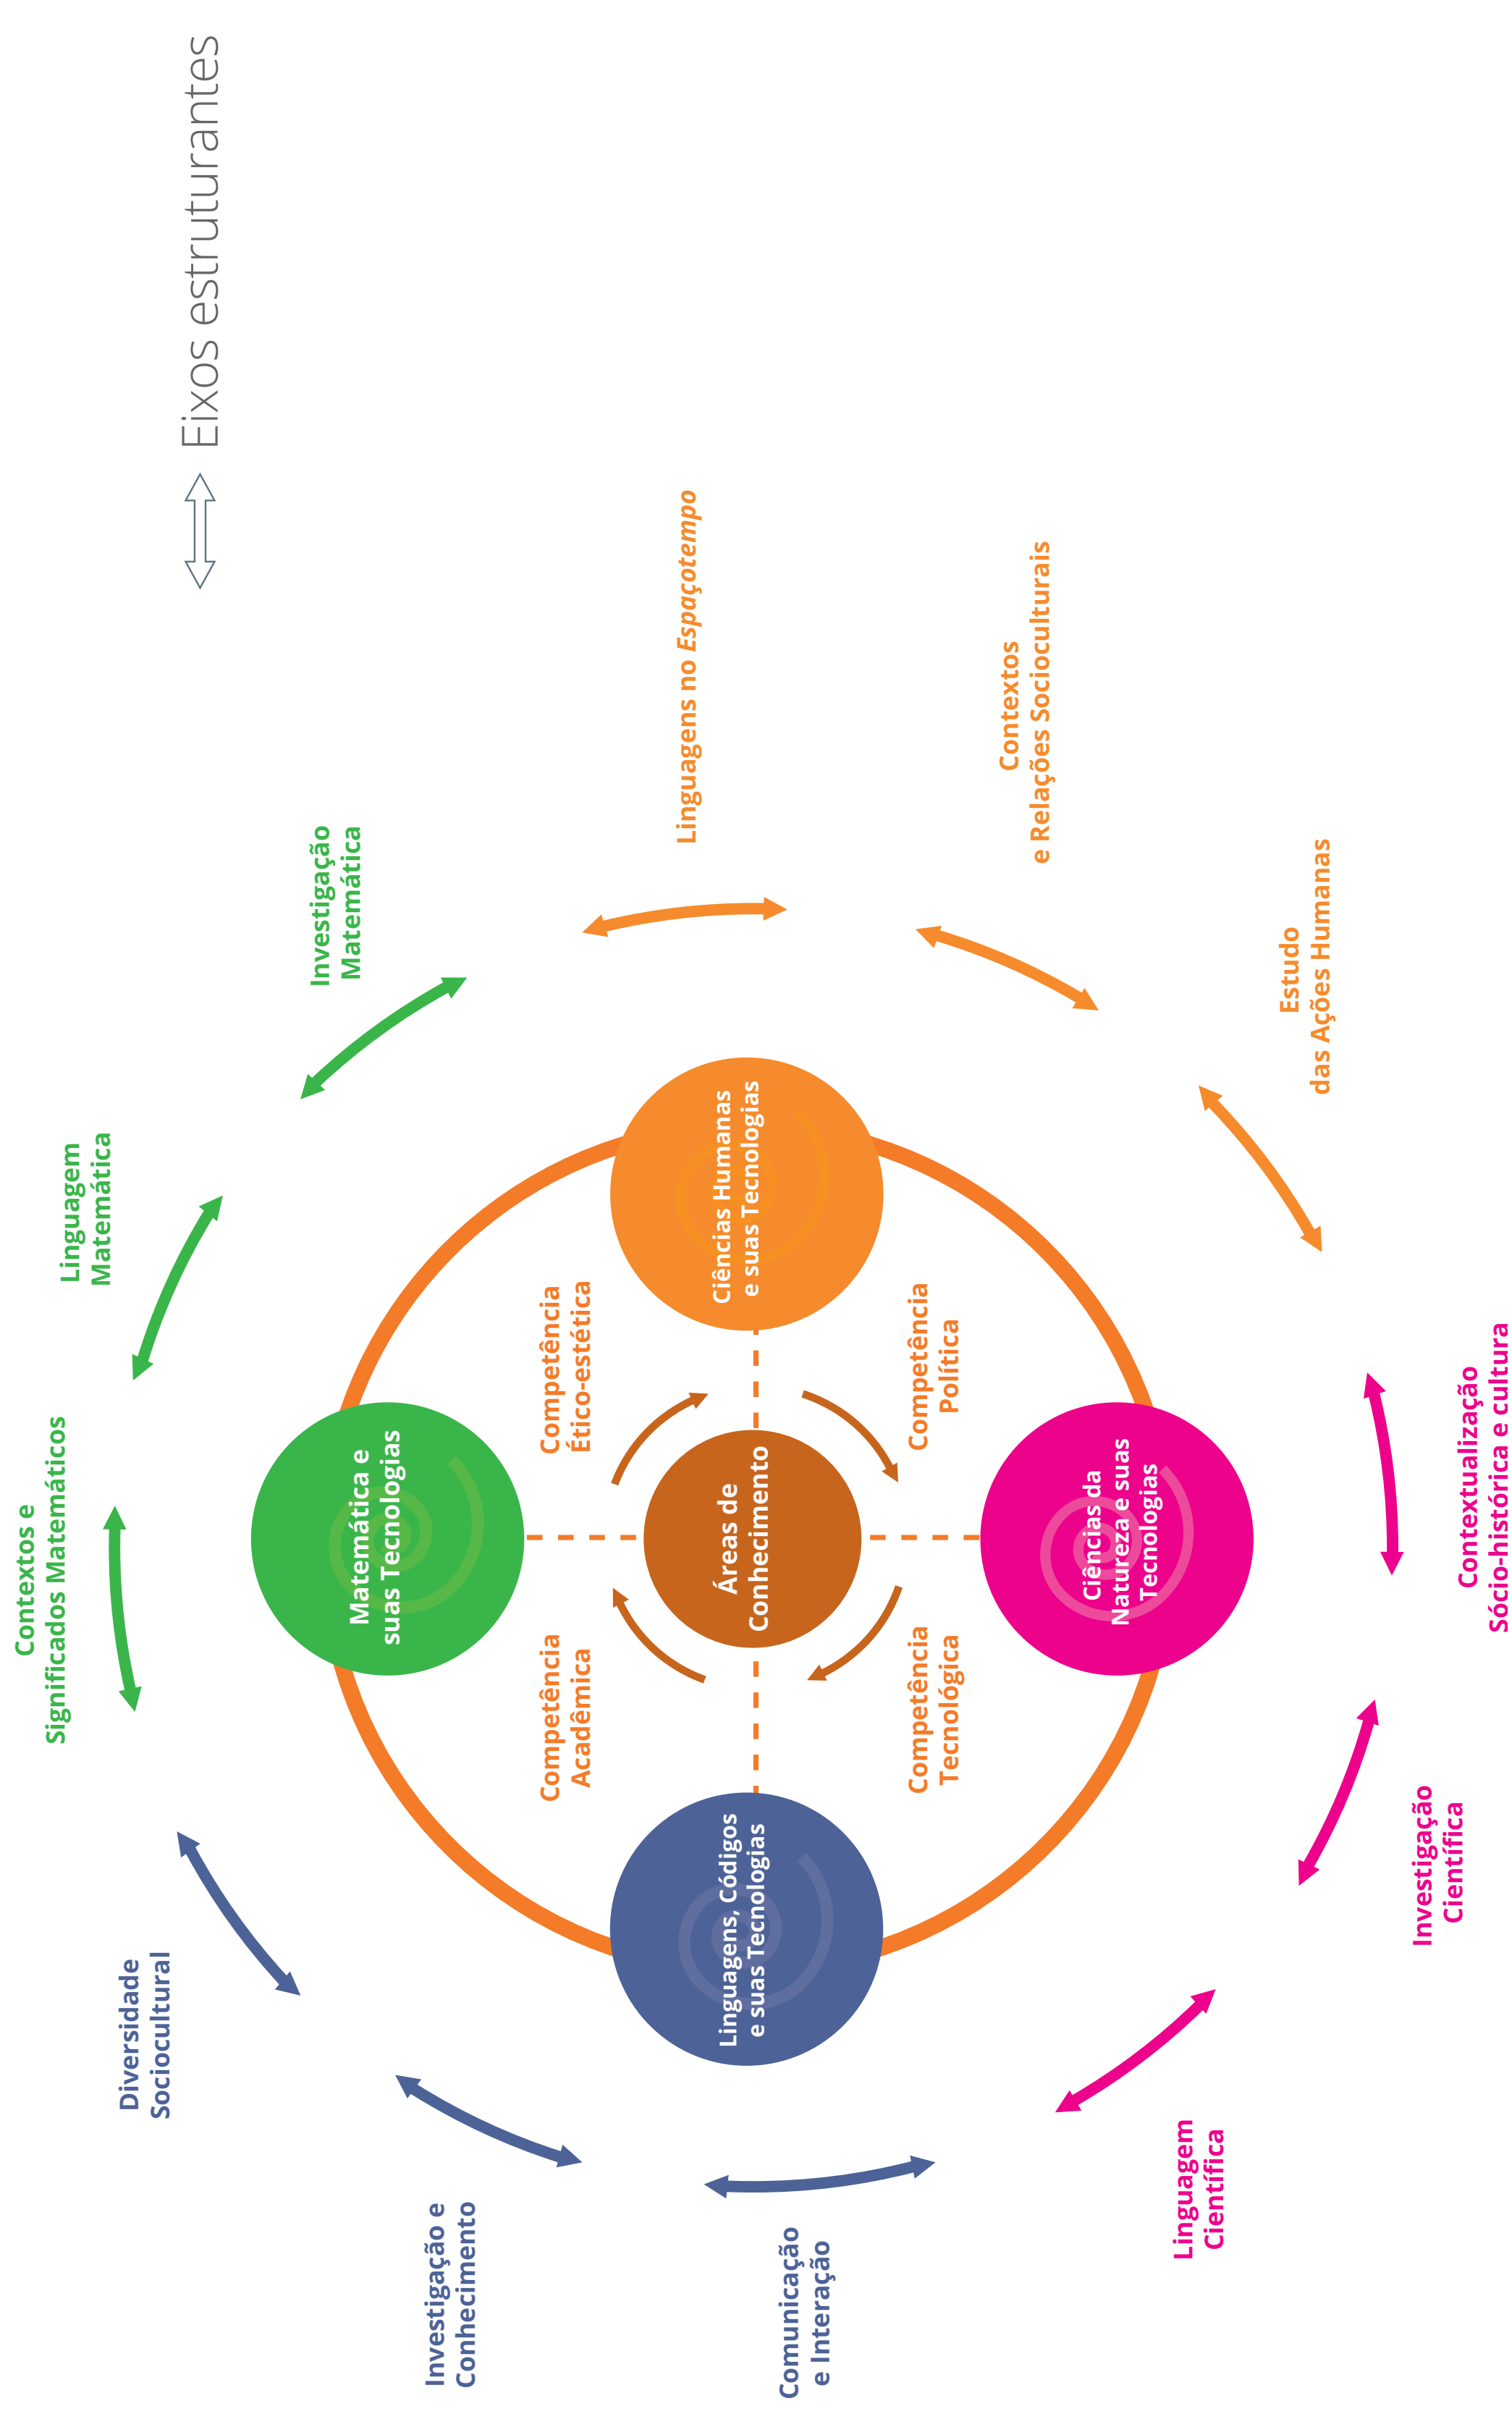 Eixos estruturantes
Contextos e
Significados Matemáticos
Linguagem
Matemática
Investigação
Matemática
Linguagens no Espaçotempo
Contextos
e Relações Socioculturais
Estudo
das Ações Humanas
Contextualização
Sócio-histórica e cultura
Investigação
Científica
Linguagem
Científica
Comunicação
e Interação
Investigação e
Conhecimento
Diversidade
Sociocultural
Matemática e
suas Tecnologias
Ciências Humanas
e suas Tecnologias
Ciências da
Natureza e suas
Tecnologias
Linguagens, Códigos
e suas Tecnologias
Competência
Acadêmica
Competência
Ético-estética
Competência
Política
Competência
Tecnológica
Áreas de
Conhecimento